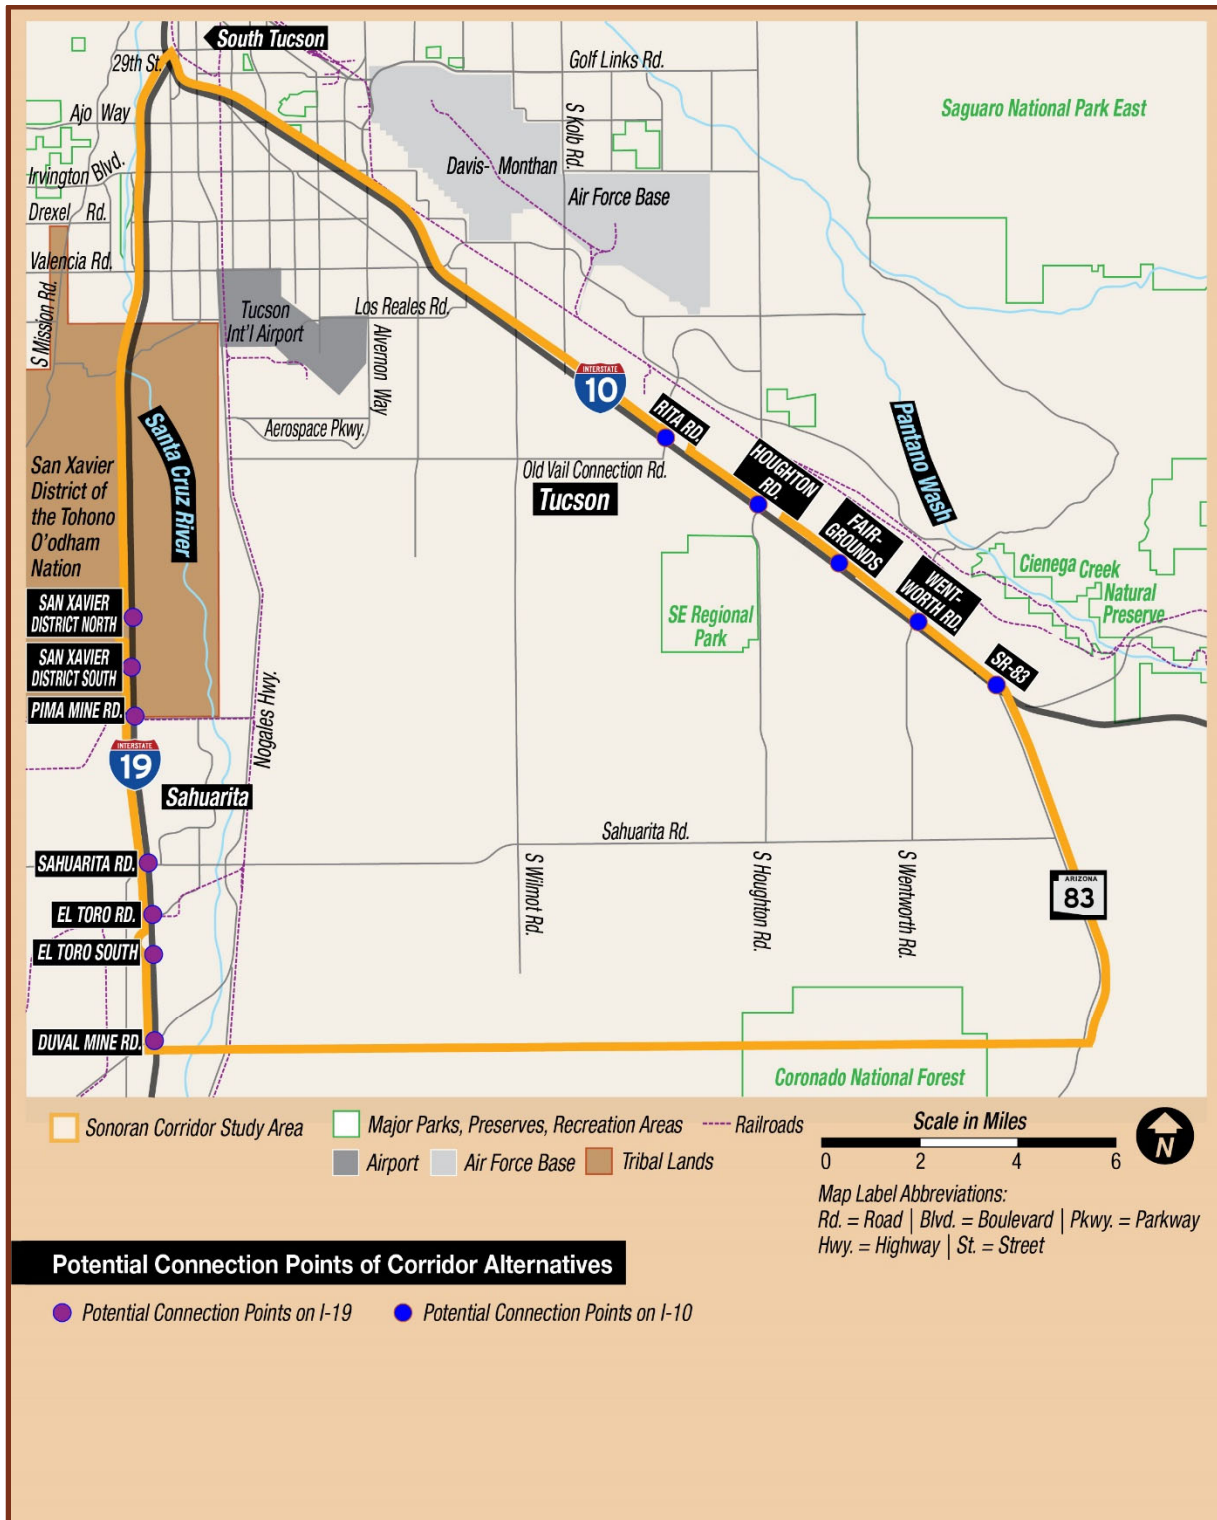 South Tucson
29th St.
Golf Links Rd.
Ajo Way
S Kolb Rd.
Saguaro National Park East
Irvington Blvd.
Davis- Monthan
Air Force Base
Drexel Rd.
Valencia Rd.
S Mission Rd.
Tucson
Int'l Airport
Los Reales Rd.
Alvernon Way
INTERSTATE
10
RITA RD.
Aerospace Pkwy.
Santa Cruz River
Pantano Wash
San Xavier
District of
the Tohono
O'odham
Nation
Old Vail Connection Rd.
Tucson
HOUGHTON
RD.
FAIR-
GROUNDS
WENT-
WORTH RD.
Cienega Creek
Natural
Preserve
SAN XAVIER
DISTRICT NORTH
SE Regional
Park
SAN XAVIER
DISTRICT SOUTH
SR-83
PIMA MINE RD.
Nogales Hwy.
INTERSTATE
19
Sahuarita
Sahuarita Rd.
SAHUARITA RD.
S Wilmot Rd.
S Houghton Rd.
S Wentworth Rd.
ARIZONA
83
EL TORO RD.
EL TORO SOUTH
DUVAL MINE RD.
Coronado National Forest
Sonoran Corridor Study Area
Major Parks, Preserves, Recreation Areas
Railroads
Airport
Air Force Base
Tribal Lands
Scale in Miles
0 2 4 6
N
Map Label Abbreviations:
Rd. = Road | Blvd. = Boulevard | Pkwy. = Parkway
Hwy. = Highway | St. = Street
Potential Connection Points of Corridor Alternatives
Potential Connection Points on I-19
Potential Connection Points on I-10